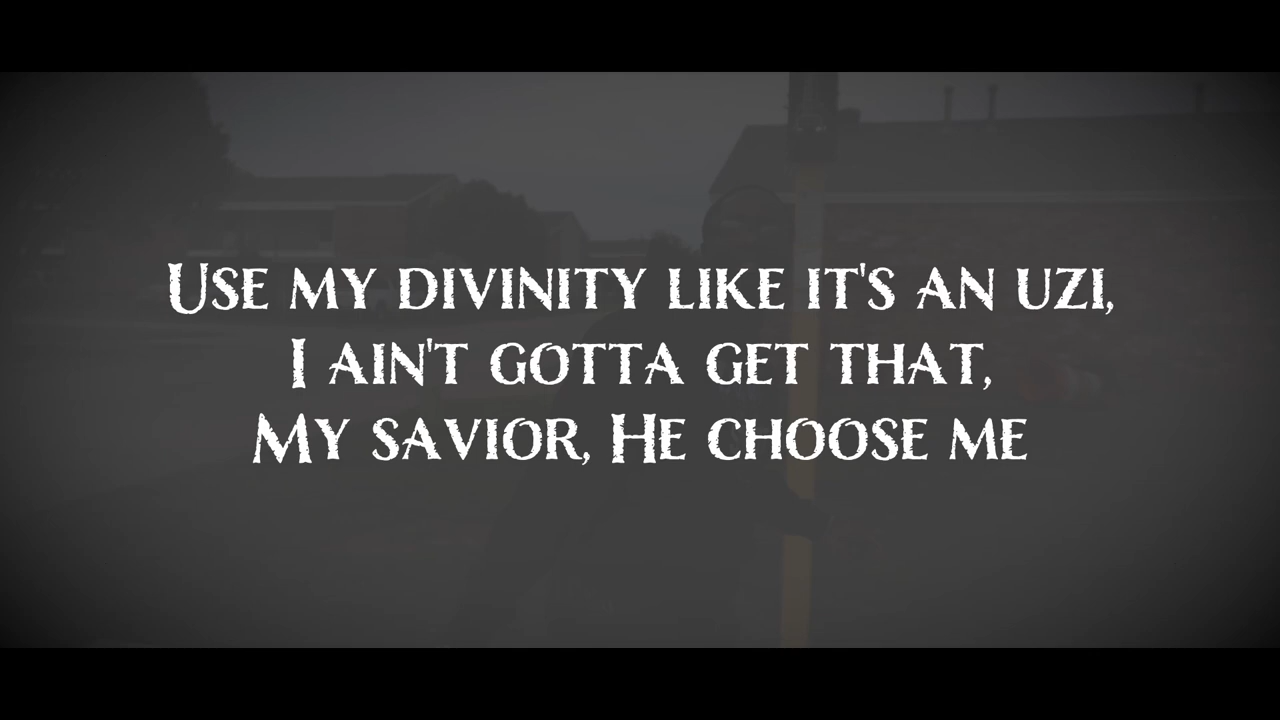 Use my divinity like it's an uzi,
I ain't gotta get that,
My savior, He choose me